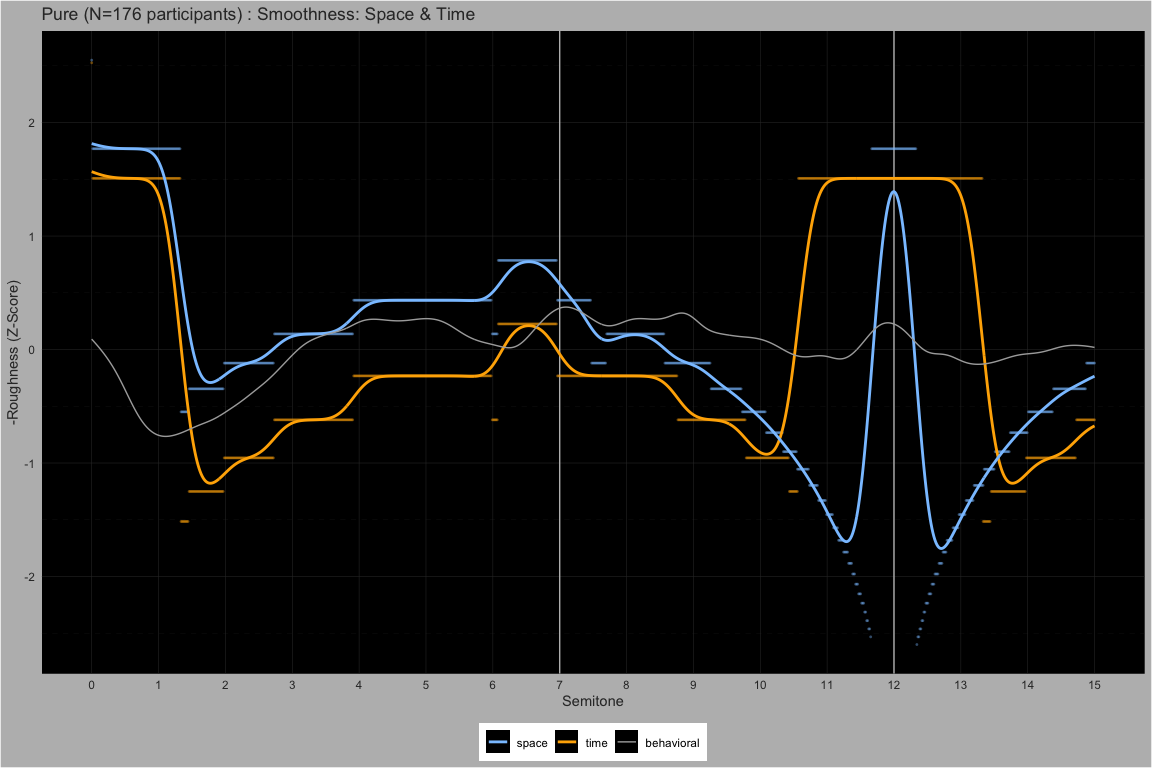 Pure (N=176 participants) : Smoothness: Space & Time
-Roughness (Z-Score)
2
1
0
-1
-2
0 1 2 3 4 5 6 7 8 9 10 11 12 13 14 15
Semitone
space time behavioral